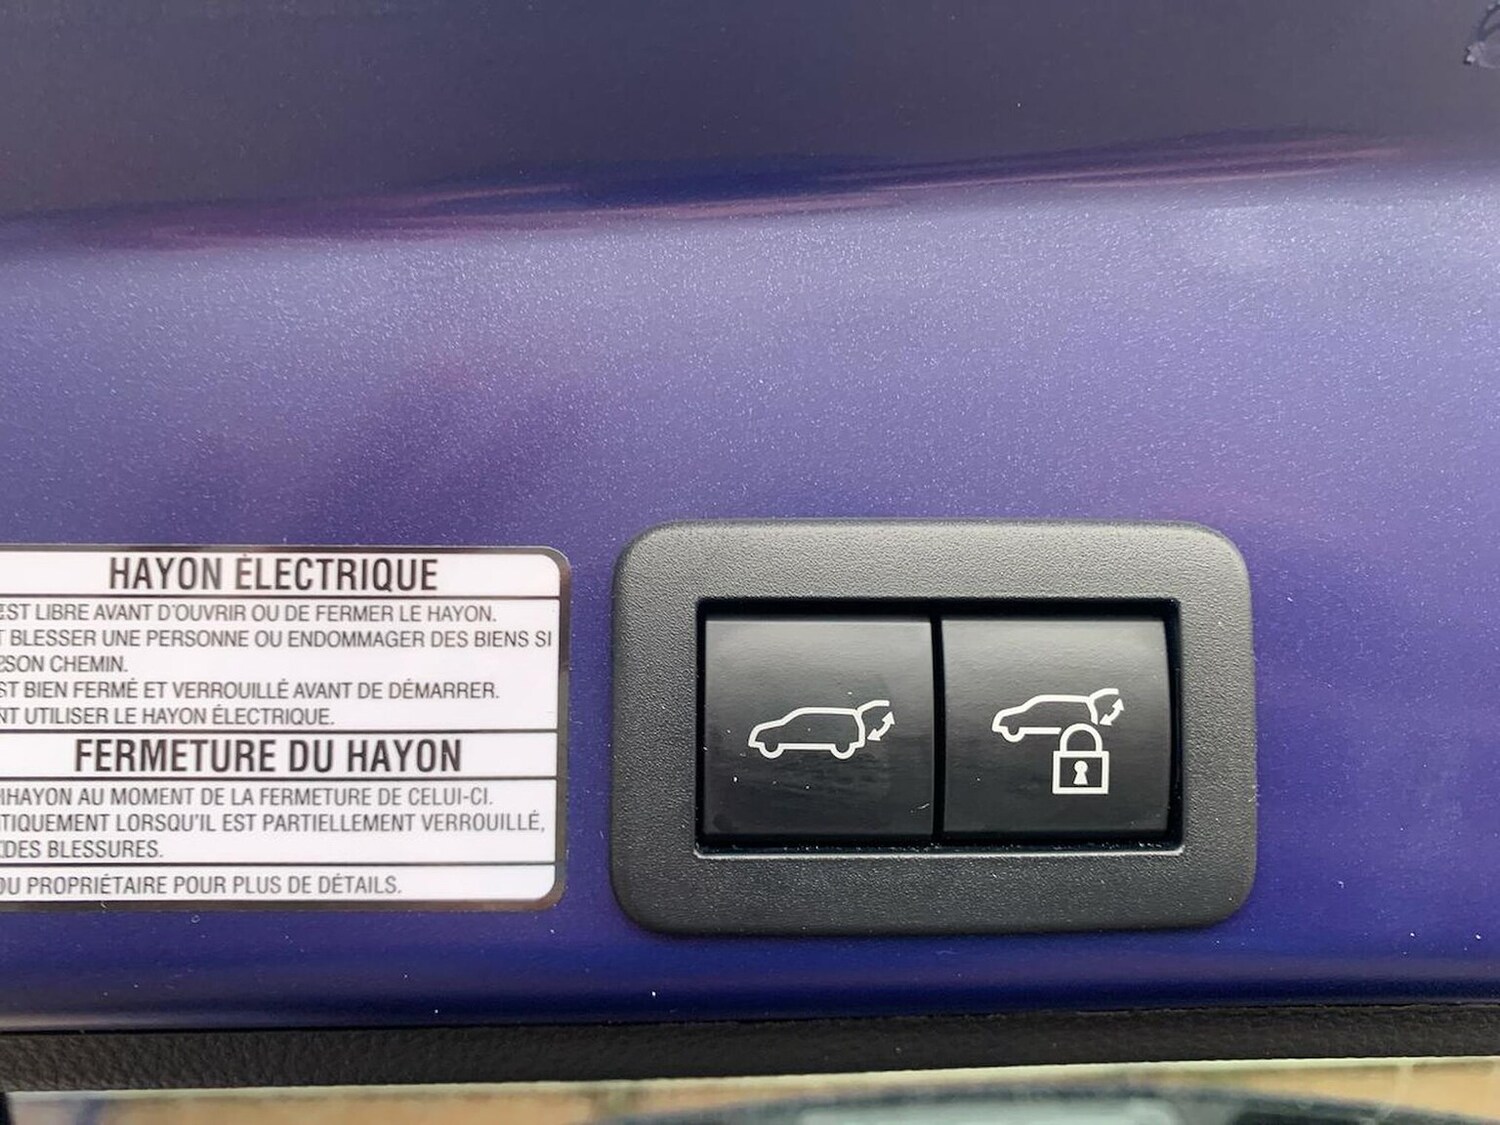 HAYON ÉLECTRIQUE
EST LIBRE AVANT D'OUVRIR OU DE FERMER LE HAYON.
BLESSER UNE PERSONNE OU ENDOMMAGER DES BIENS SI
SON CHEMIN.
ST BIEN FERMÉ ET VERROUILLÉ AVANT DE DÉMARRER.
NT UTILISER LE HAYON ÉLECTRIQUE.
FERMETURE DU HAYON
HAYON AU MOMENT DE LA FERMETURE DE CELUI-CI.
TIQUEMENT LORSQU'IL EST PARTIELLEMENT VERROUILLÉ,
DES BLESSURES.
DU PROPRIÉTAIRE POUR PLUS DE DÉTAILS.